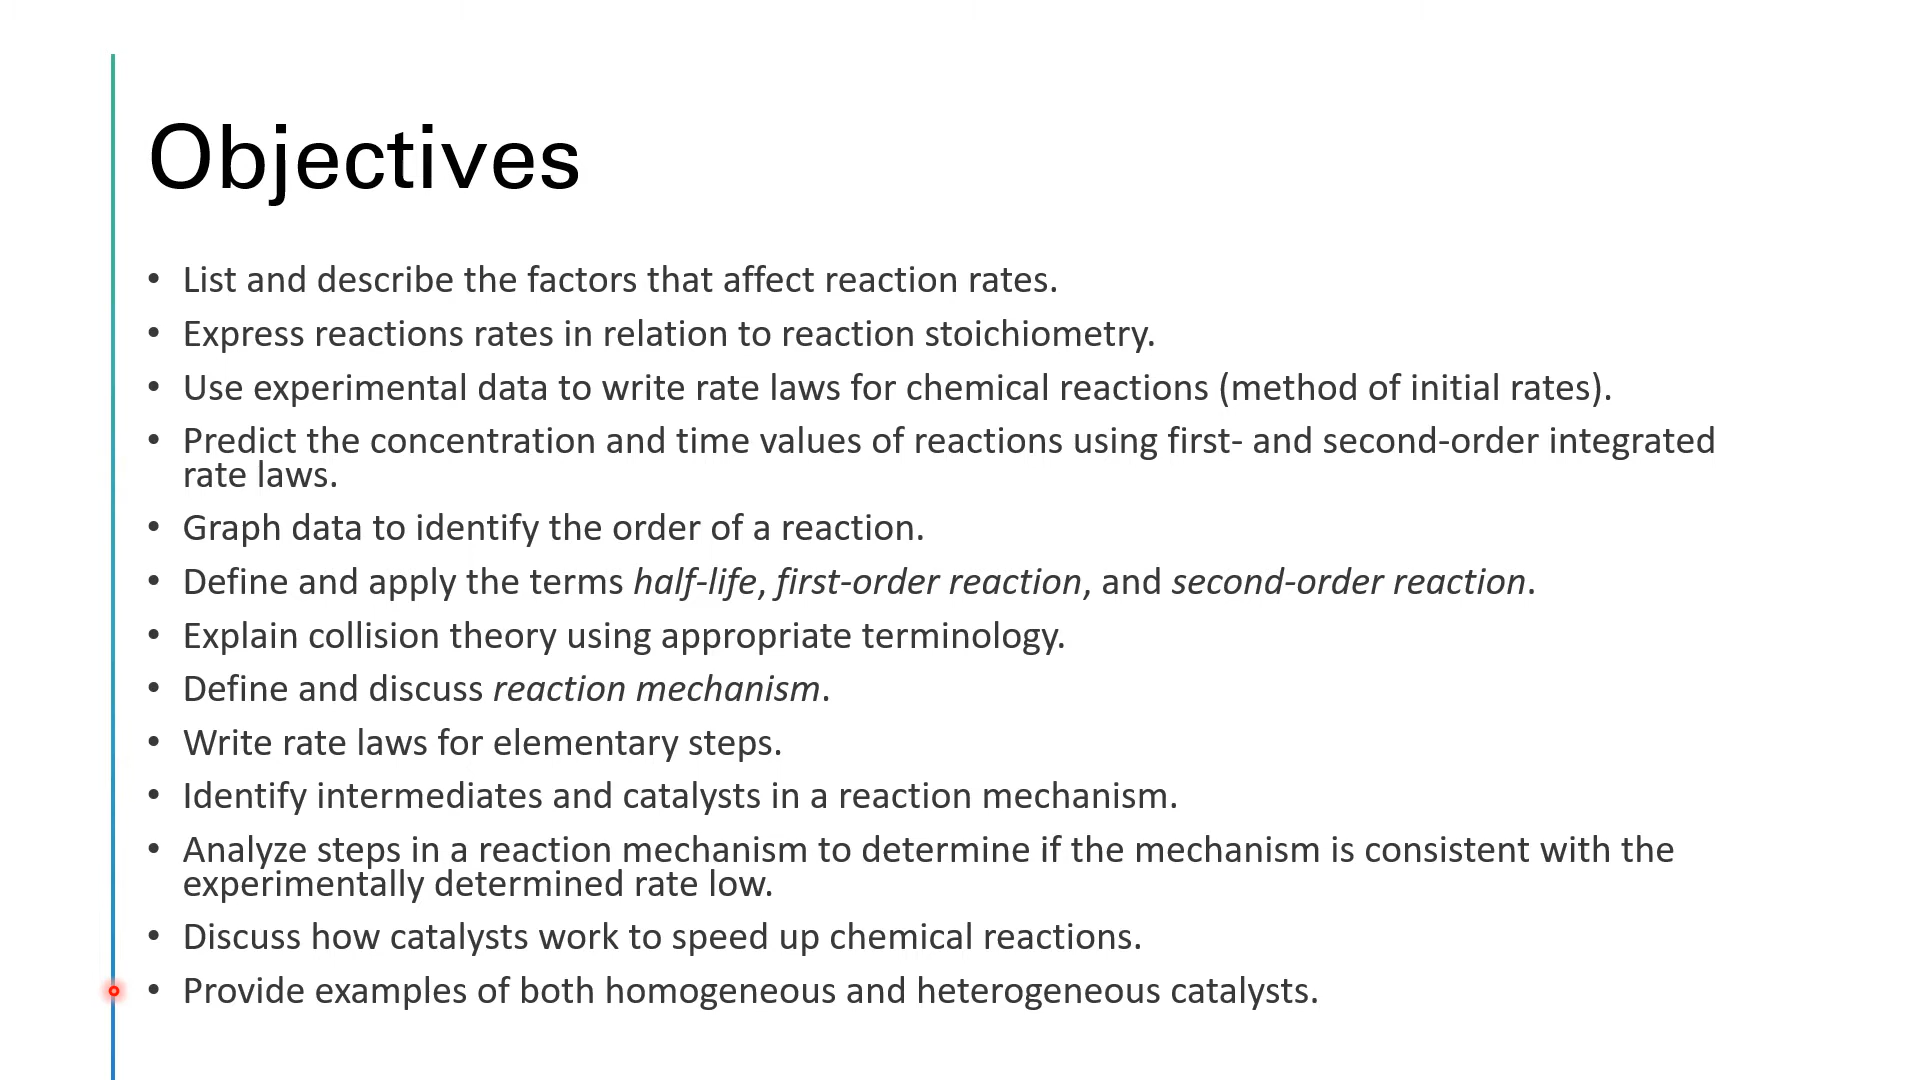 Objectives
• List and describe the factors that affect reaction rates.
• Express reactions rates in relation to reaction stoichiometry.
• Use experimental data to write rate laws for chemical reactions (method of initial rates).
• Predict the concentration and time values of reactions using first- and second-order integrated
rate laws.
• Graph data to identify the order of a reaction.
• Define and apply the terms half-life, first-order reaction, and second-order reaction.
• Explain collision theory using appropriate terminology.
• Define and discuss reaction mechanism.
• Write rate laws for elementary steps.
• Identify intermediates and catalysts in a reaction mechanism.
• Analyze steps in a reaction mechanism to determine if the mechanism is consistent with the
experimentally determined rate low.
• Discuss how catalysts work to speed up chemical reactions.
• Provide examples of both homogeneous and heterogeneous catalysts.